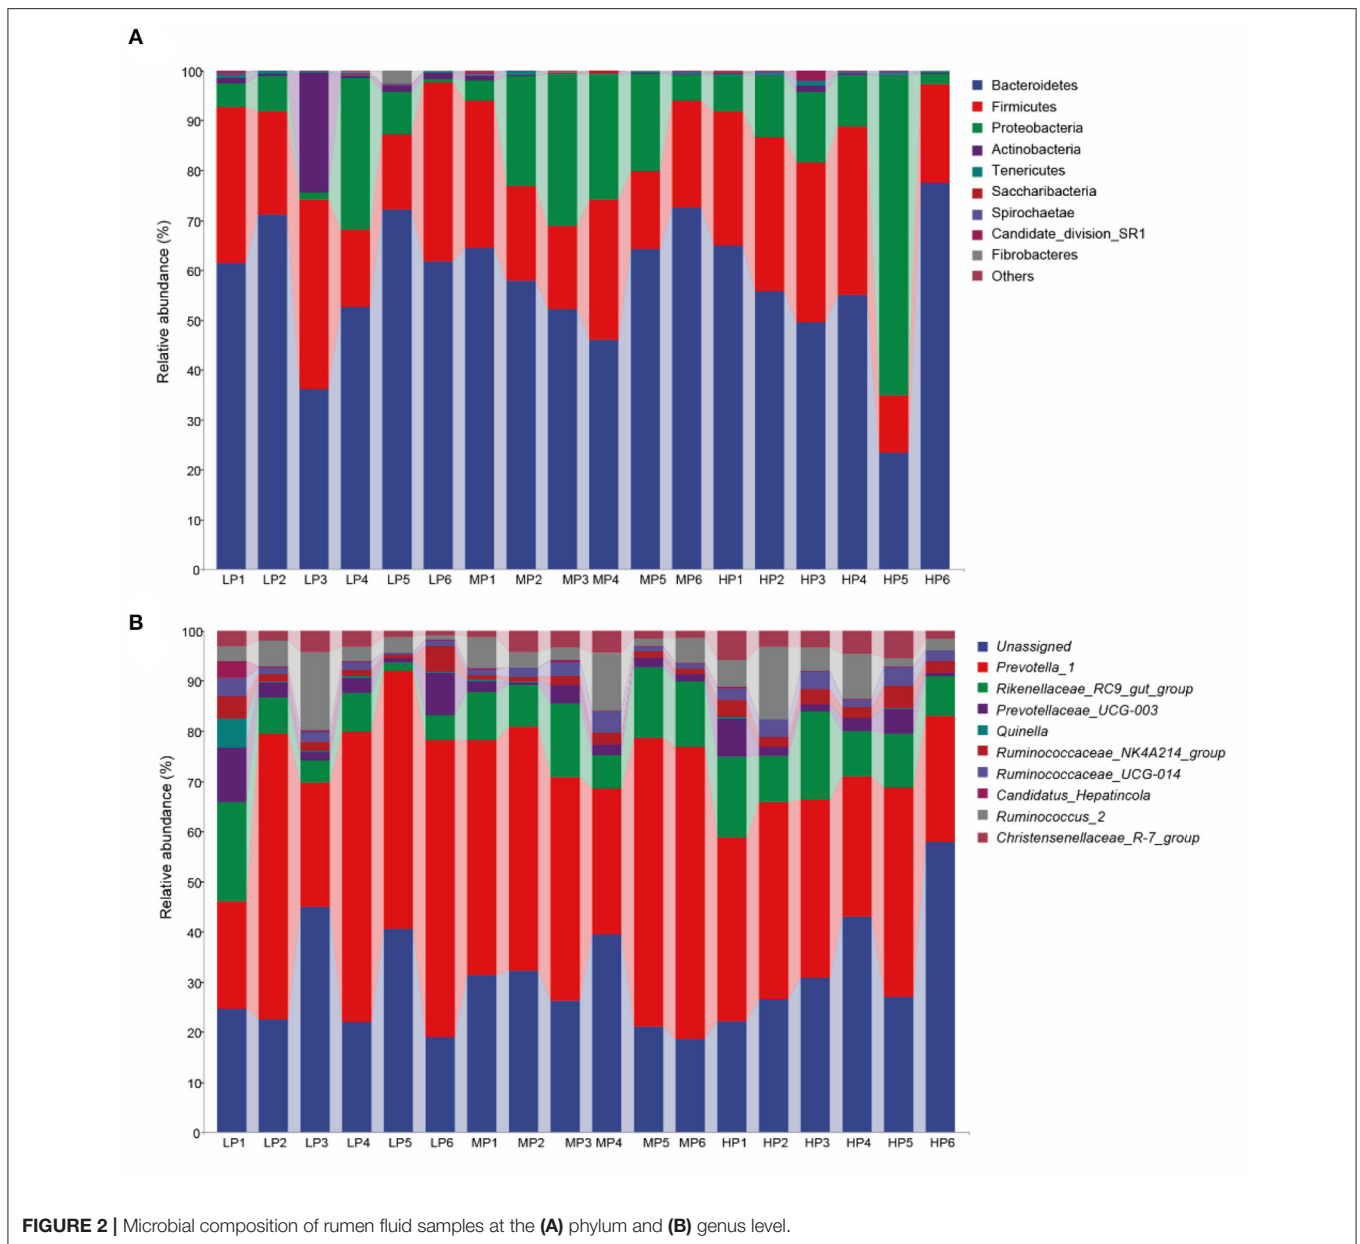 A
100
90
80
70
60
50
40
30
20
10
0
Relative abundance (%)
LP1 LP2 LP3 LP4 LP5 LP6 MP1 MP2 MP3 MP4 MP5 MP6 HP1 HP2 HP3 HP4 HP5 HP6
Bacteroidetes
Firmicutes
Proteobacteria
Actinobacteria
Tenericutes
Saccharibacteria
Spirochaetae
Candidate_division_SR1
Fibrobacteres
Others
B
100
90
80
70
60
50
40
30
20
10
0
Relative abundance (%)
LP1 LP2 LP3 LP4 LP5 LP6 MP1 MP2 MP3 MP4 MP5 MP6 HP1 HP2 HP3 HP4 HP5 HP6
Unassigned
Prevotella_1
Rikenellaceae_RC9_gut_group
Prevotellaceae_UCG-003
Quinella
Ruminococcaceae_NK4A214_group
Ruminococcaceae_UCG-014
Candidatus_Hepatincola
Ruminococcus_2
Christensenellaceae_R-7_group
FIGURE 2 | Microbial composition of rumen fluid samples at the (A) phylum and (B) genus level.